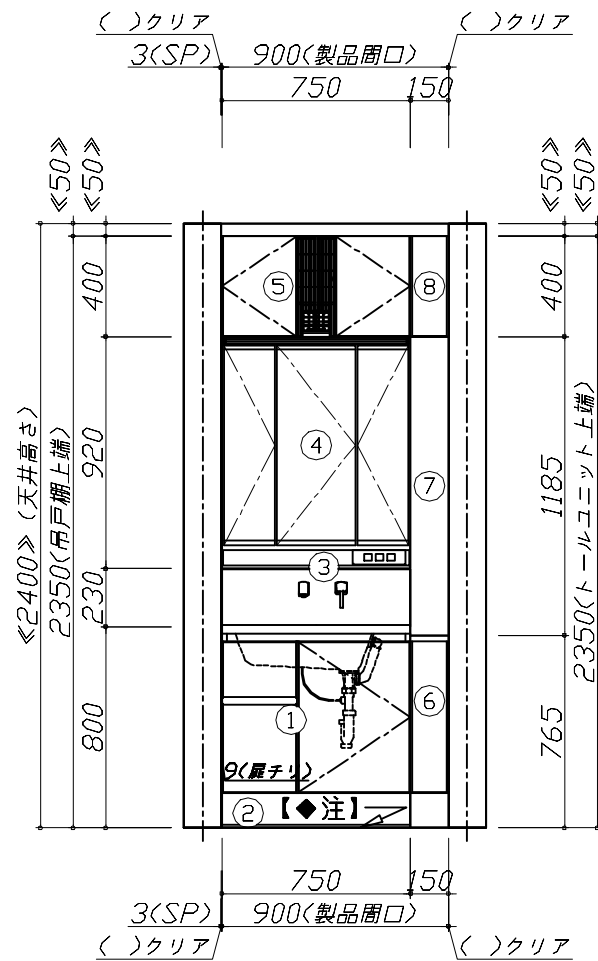 ( )クリア
( )クリア
3(SP)
900(製品間口)
750
150
≪50≫
≪50≫
≪50≫
≪50≫
400
920
230
800
2350(吊戸棚上端)
≪2400≫(天井高さ)
400
1185
765
2350(トールユニット上端)
⑤
⑧
④
⑦
③
⑥
①
9(扉チリ)
②
【◆注】
750
150
3(SP)
900(製品間口)
( )クリア
( )クリア